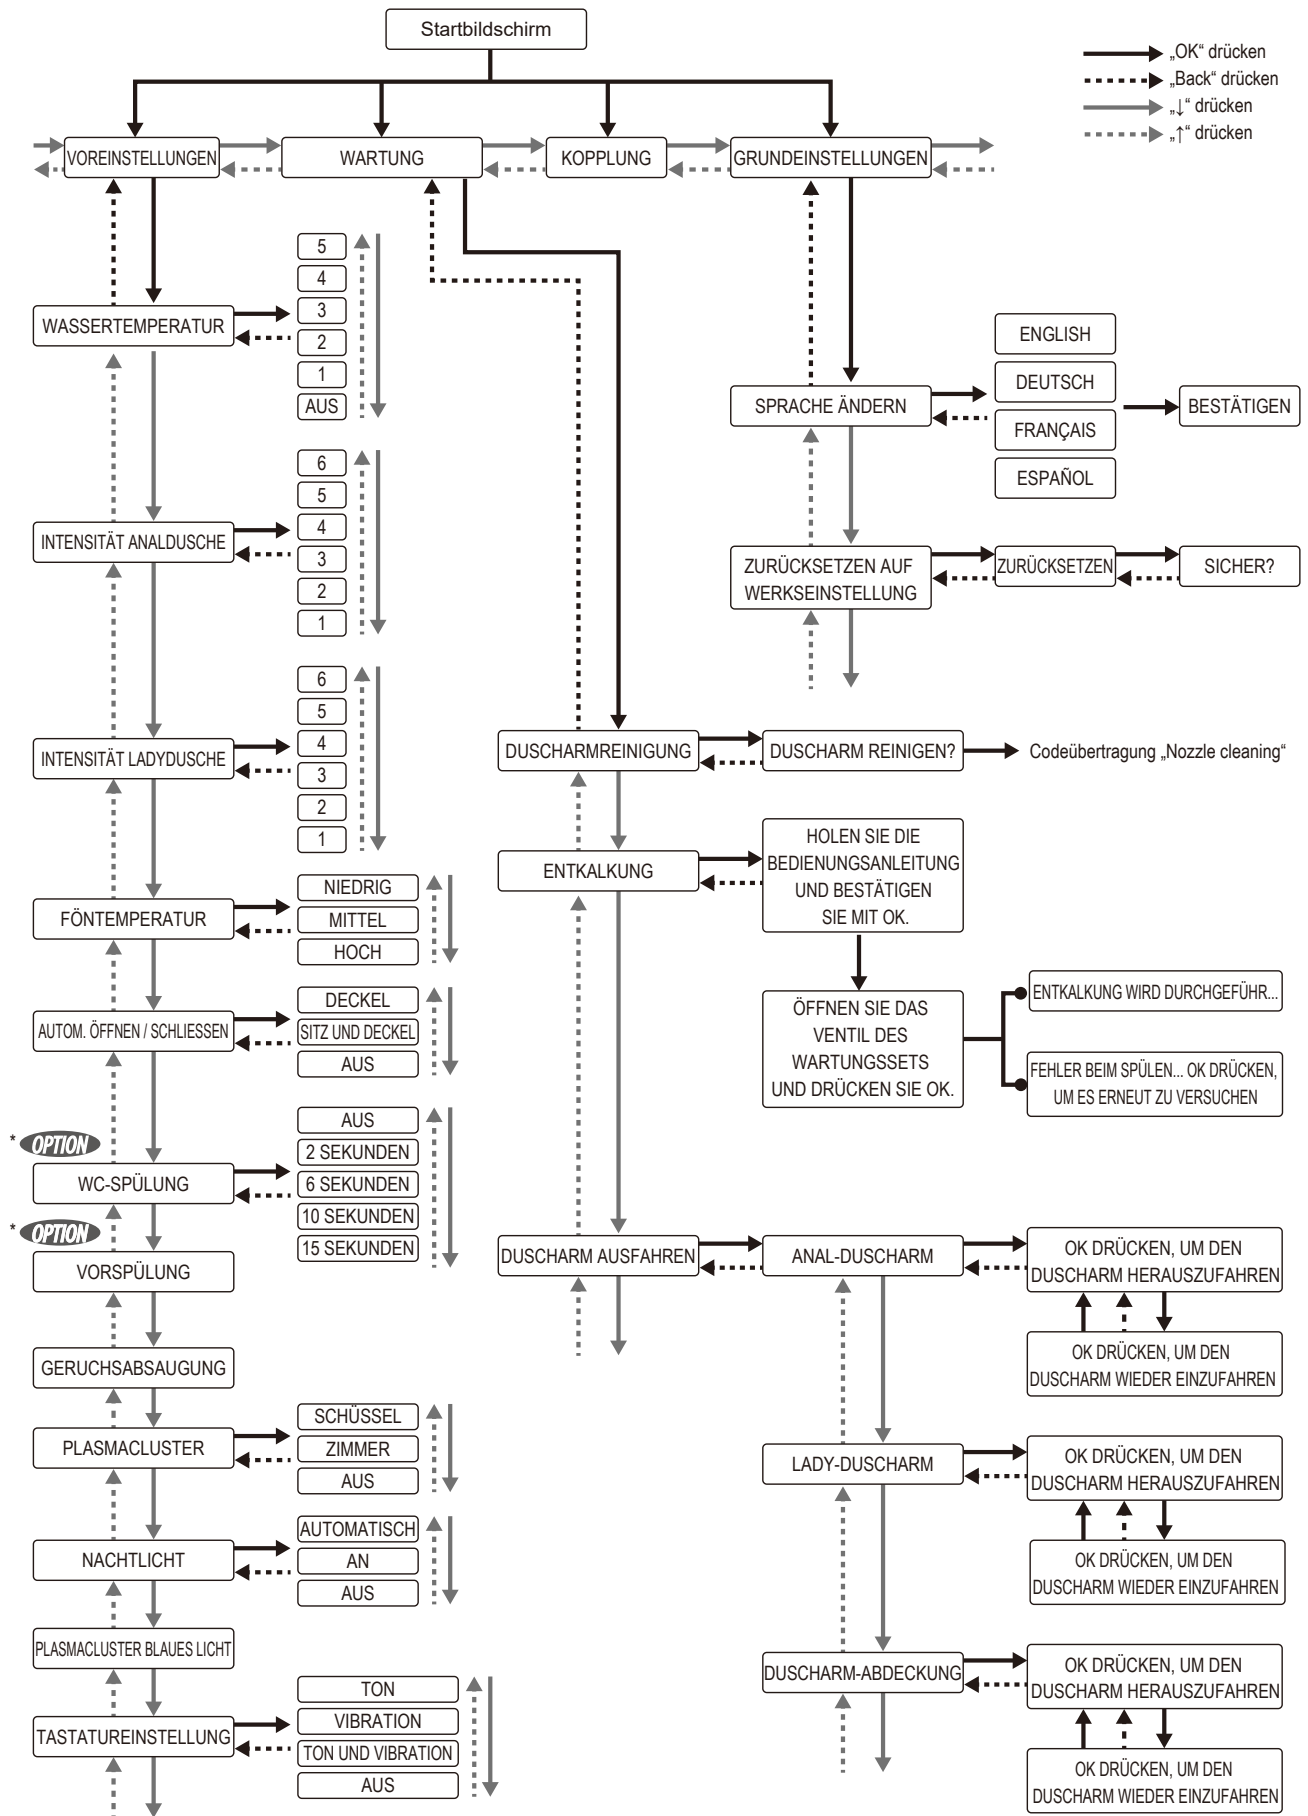 Startbildschirm
„OK“ drücken
„Back“ drücken
„↓“ drücken
„↑“ drücken
VOREINSTELLUNGEN
WARTUNG
KOPPLUNG
GRUNDEINSTELLUNGEN
WASSERTEMPERATUR
5
4
3
2
1
AUS
INTENSITÄT ANALDUSCHE
6
5
4
3
2
1
INTENSITÄT LADYDUSCHE
6
5
4
3
2
1
FÖNTEMPERATUR
NIEDRIG
MITTEL
HOCH
AUTOM. ÖFFNEN / SCHLIESSEN
DECKEL
SITZ UND DECKEL
AUS
* OPTION
WC-SPÜLUNG
AUS
2 SEKUNDEN
6 SEKUNDEN
10 SEKUNDEN
15 SEKUNDEN
* OPTION
VORSPÜLUNG
GERUCHSABSAUGUNG
PLASMACLUSTER
SCHÜSSEL
ZIMMER
AUS
NACHTLICHT
AUTOMATISCH
AN
AUS
PLASMACLUSTER BLAUES LICHT
TASTATUREINSTELLUNG
TON
VIBRATION
TON UND VIBRATION
AUS
DUSCHARMREINIGUNG
DUSCHARM REINIGEN?
Codeübertragung „Nozzle cleaning“
ENTKALKUNG
HOLEN SIE DIE
BEDIENUNGSANLEITUNG
UND BESTÄTIGEN
SIE MIT OK.
ÖFFNEN SIE DAS
VENTIL DES
WARTUNGSSETS
UND DRÜCKEN SIE OK.
ENTKALKUNG WIRD DURCHGEFÜHR...
FEHLER BEIM SPÜLEN... OK DRÜCKEN,
UM ES ERNEUT ZU VERSUCHEN
DUSCHARM AUSFAHREN
ANAL-DUSCHARM
OK DRÜCKEN, UM DEN
DUSCHARM HERAUSZUFAHREN
OK DRÜCKEN, UM DEN
DUSCHARM WIEDER EINZUFAHREN
LADY-DUSCHARM
OK DRÜCKEN, UM DEN
DUSCHARM HERAUSZUFAHREN
OK DRÜCKEN, UM DEN
DUSCHARM WIEDER EINZUFAHREN
DUSCHARM-ABDECKUNG
OK DRÜCKEN, UM DEN
DUSCHARM HERAUSZUFAHREN
OK DRÜCKEN, UM DEN
DUSCHARM WIEDER EINZUFAHREN
SPRACHE ÄNDERN
ENGLISH
DEUTSCH
FRANÇAIS
ESPAÑOL
BESTÄTIGEN
ZURÜCKSETZEN AUF
WERKSEINSTELLUNG
ZURÜCKSETZEN
SICHER?